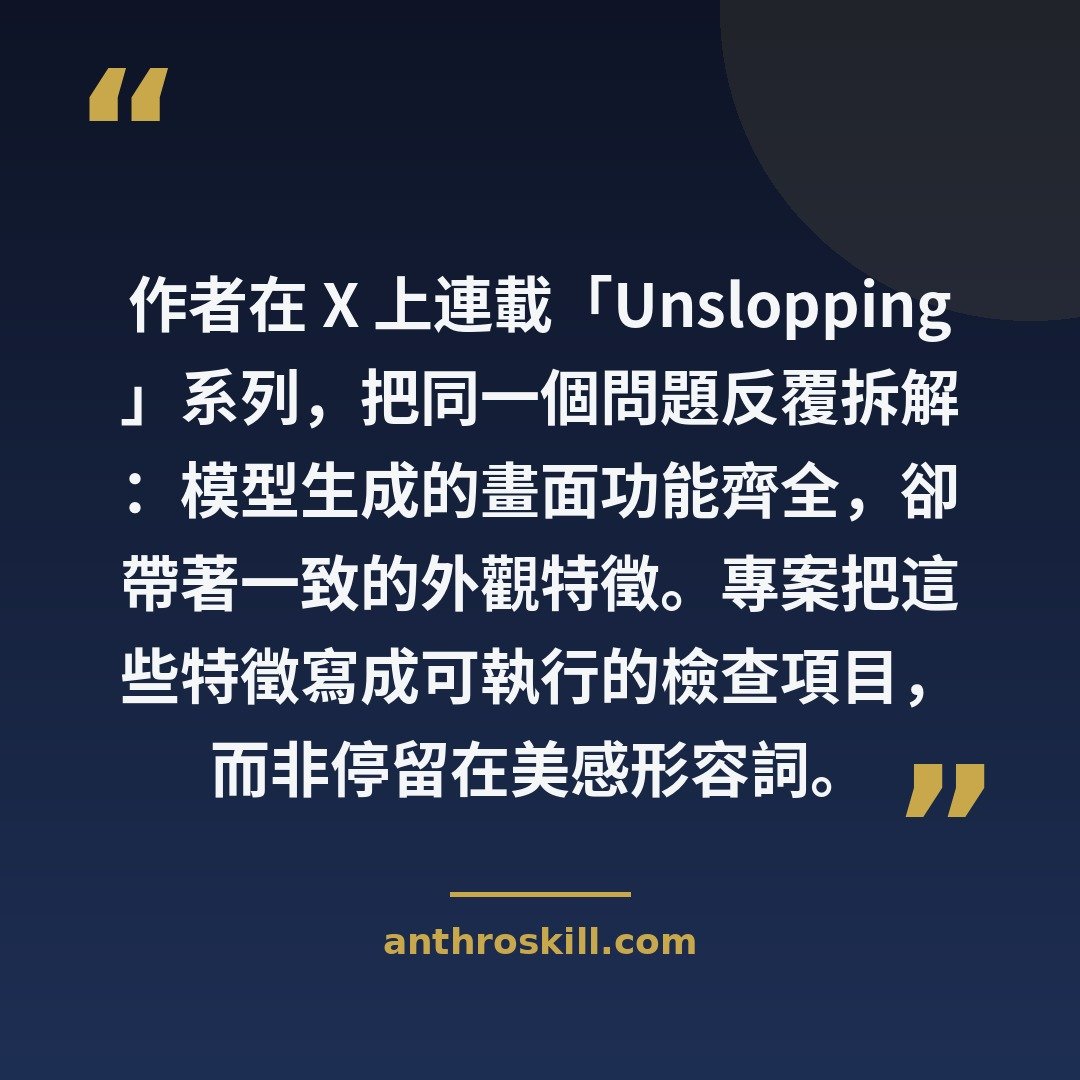 “
作者在 X 上連載「Unslopping
」系列，把同一個問題反覆拆解
：模型生成的畫面功能齊全，卻
帶著一致的外觀特徵。專案把這
些特徵寫成可執行的檢查項目，
而非停留在美感形容詞。
”
anthroskill.com